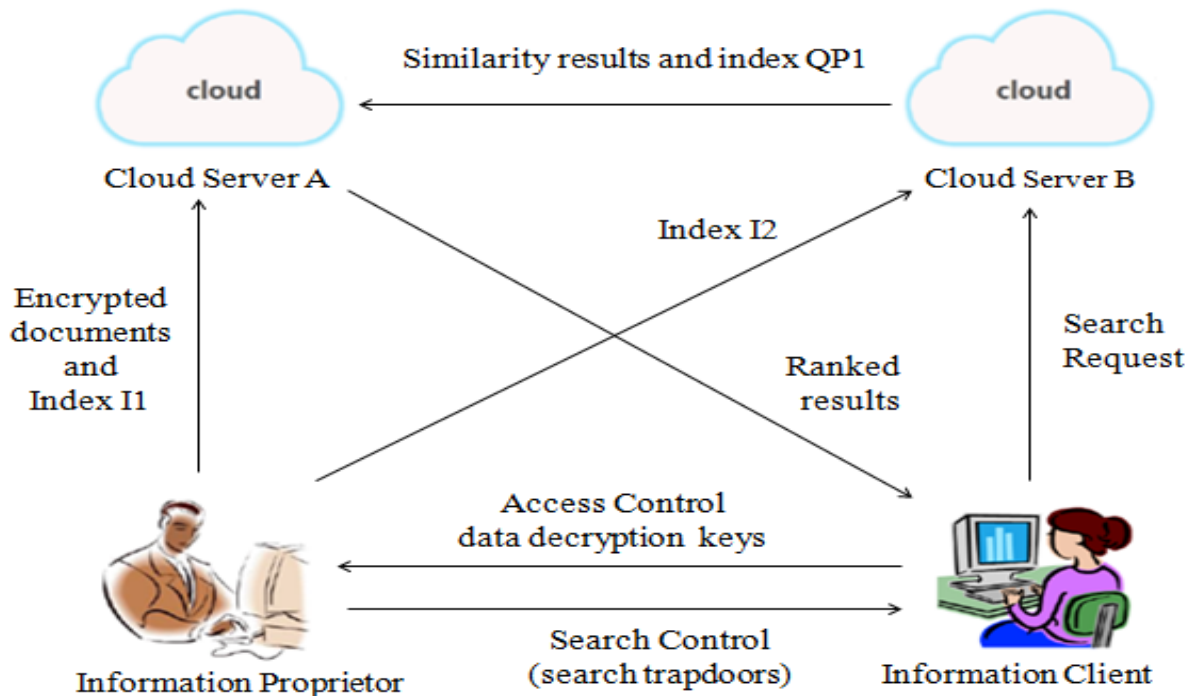 cloud
Similarity results and index QP1
cloud
Cloud Server A
Cloud Server B
Index I2
Encrypted
documents
and
Index I1
Search
Request
Ranked
results
Access Control
data decryption keys
Search Control
(search trapdoors)
Information Proprietor
Information Client